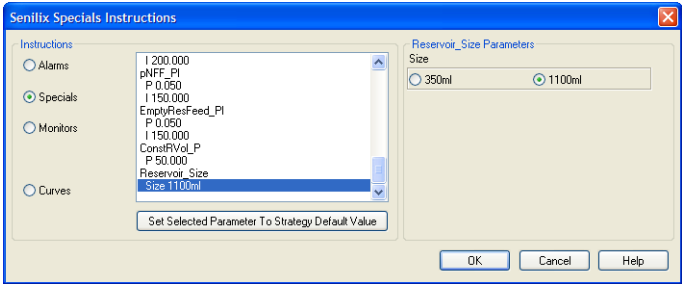 Senilix Specials Instructions
Instructions
Alarms
Specials
Monitors
Curves
I 200.000
pNFF_PI
P 0.050
I 150.000
EmptyResFeed_PI
P 0.050
I 150.000
ConstRVol_P
P 50.000
Reservoir_Size
Size 1100ml
Set Selected Parameter To Strategy Default Value
Reservoir_Size Parameters
Size
350ml 1100ml
OK Cancel Help